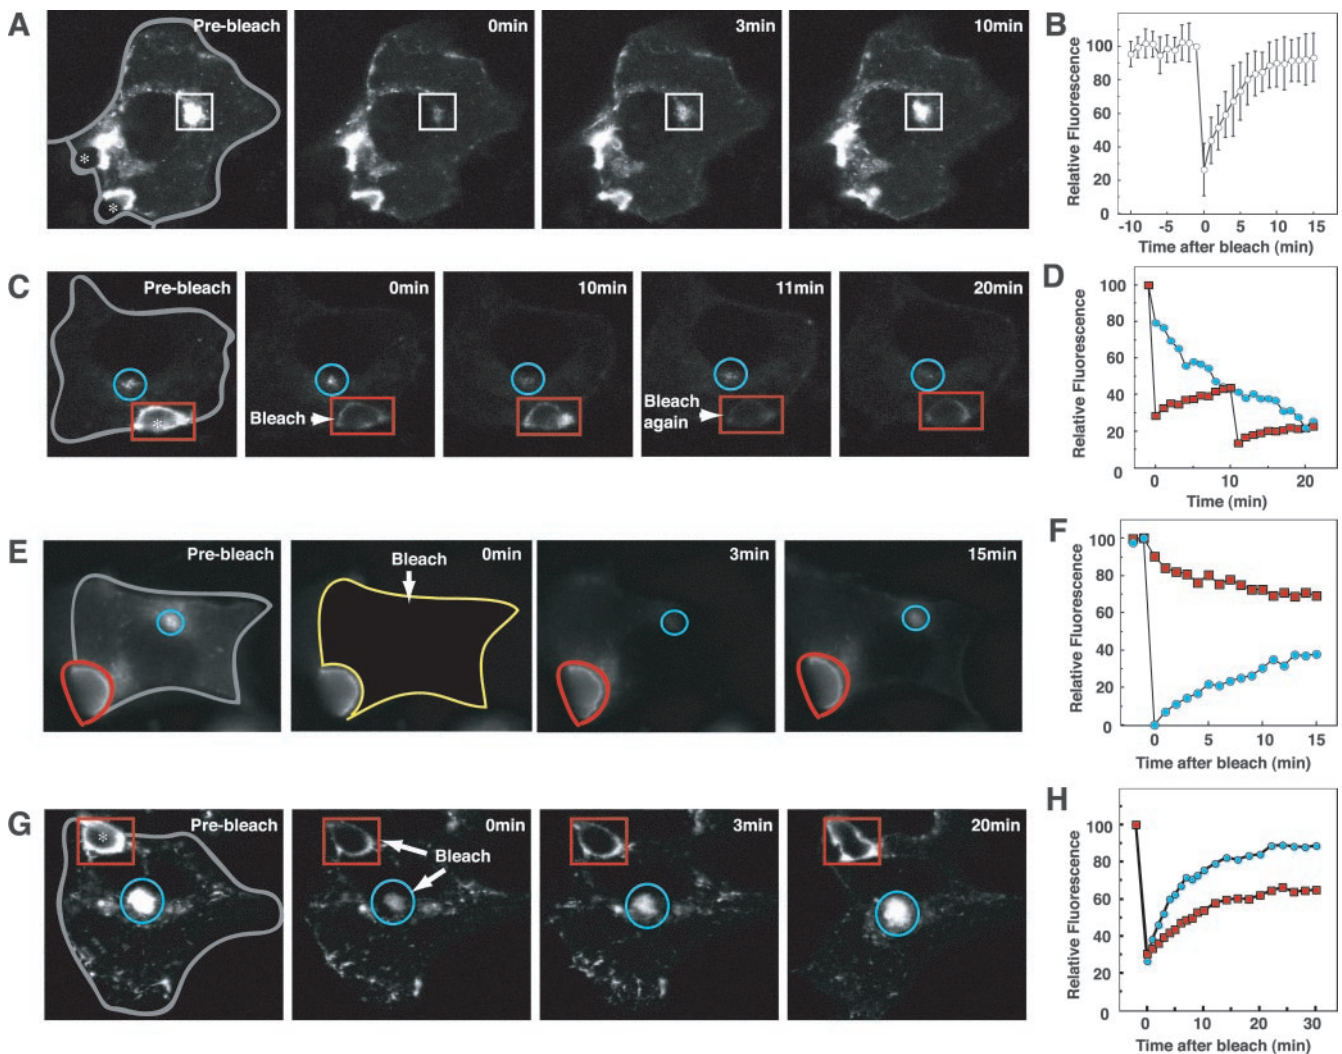 A
Pre-bleach
0min
3min
10min
*
*
B
Relative Fluorescence
100
80
60
40
20
0
-10
-5
0
5
10
15
Time after bleach (min)
C
Pre-bleach
0min
10min
11min
20min
*
Bleach
Bleach
again
D
Relative Fluorescence
100
80
60
40
20
0
0
10
20
Time (min)
E
Pre-bleach
Bleach
0min
3min
15min
F
Relative Fluorescence
100
80
60
40
20
0
0
5
10
15
Time after bleach (min)
G
Pre-bleach
0min
3min
20min
*
Bleach
H
Relative Fluorescence
100
80
60
40
20
0
0
10
20
30
Time after bleach (min)